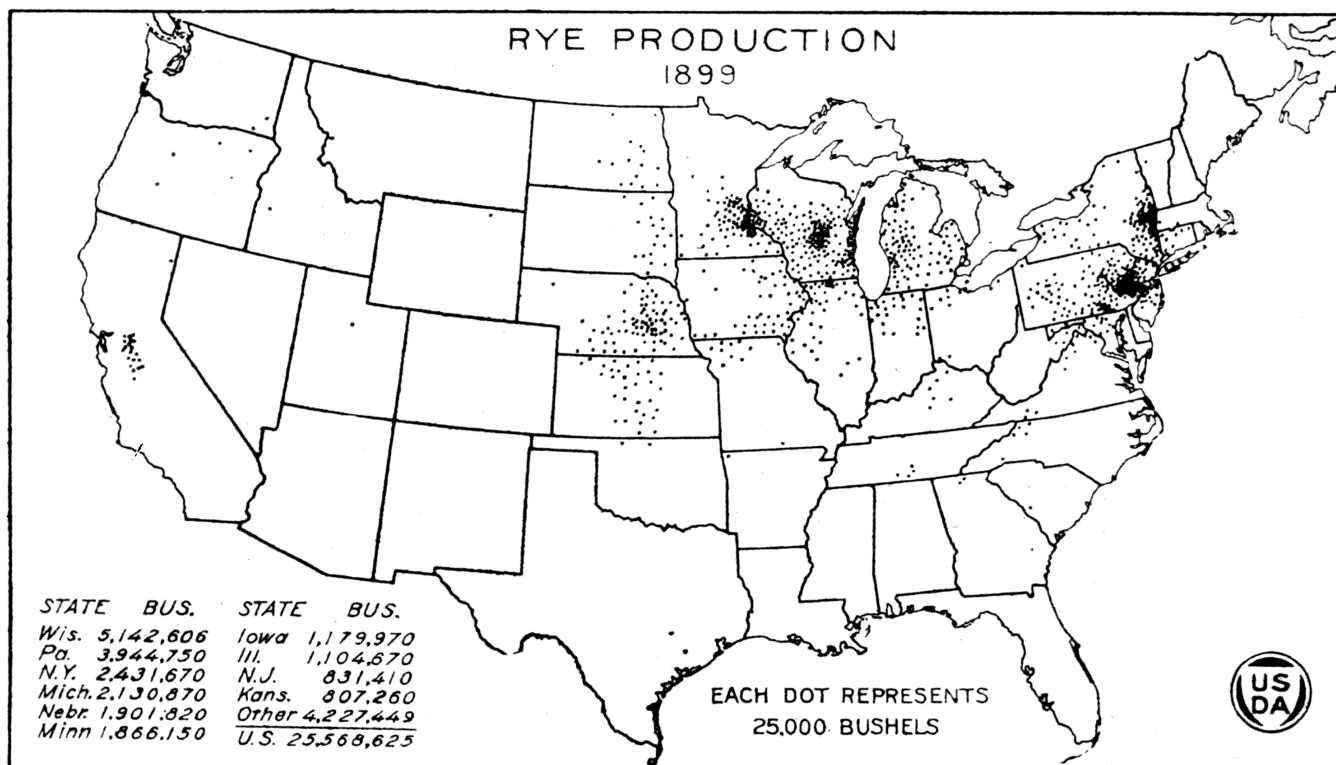 RYE PRODUCTION
1899
STATE BUS. STATE BUS.
Wis. 5,142,606 Iowa 1,179,970
Pa. 3,944,750 Ill. 1,104,670
N.Y. 2,431,670 N.J. 831,410
Mich. 2,130,870 Kans. 807,260
Nebr. 1,901,820 Other 4,227,449
Minn 1,866,150 U.S. 25,568,625
EACH DOT REPRESENTS
25,000 BUSHELS
US
DA